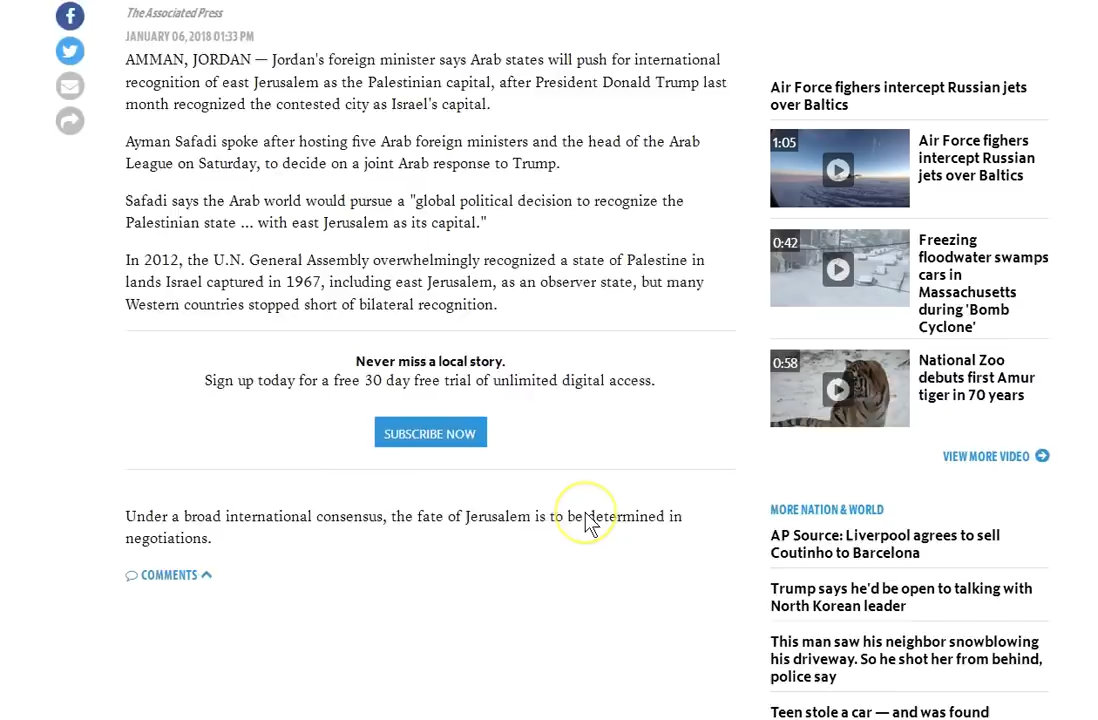 The Associated Press
JANUARY 06, 2018 01:33 PM
AMMAN, JORDAN — Jordan's foreign minister says Arab states will push for international
recognition of east Jerusalem as the Palestinian capital, after President Donald Trump last
month recognized the contested city as Israel's capital.
Ayman Safadi spoke after hosting five Arab foreign ministers and the head of the Arab
League on Saturday, to decide on a joint Arab response to Trump.
Safadi says the Arab world would pursue a "global political decision to recognize the
Palestinian state ... with east Jerusalem as its capital."
In 2012, the U.N. General Assembly overwhelmingly recognized a state of Palestine in
lands Israel captured in 1967, including east Jerusalem, as an observer state, but many
Western countries stopped short of bilateral recognition.
Never miss a local story.
Sign up today for a free 30 day free trial of unlimited digital access.
SUBSCRIBE NOW
Under a broad international consensus, the fate of Jerusalem is to be determined in
negotiations.
COMMENTS
Air Force fighers intercept Russian jets
over Baltics
1:05
Air Force fighers
intercept Russian
jets over Baltics
0:42
Freezing
floodwater swamps
cars in
Massachusetts
during 'Bomb
Cyclone'
0:58
National Zoo
debuts first Amur
tiger in 70 years
VIEW MORE VIDEO
MORE NATION & WORLD
AP Source: Liverpool agrees to sell
Coutinho to Barcelona
Trump says he'd be open to talking with
North Korean leader
This man saw his neighbor snowblowing
his driveway. So he shot her from behind,
police say
Teen stole a car — and was found